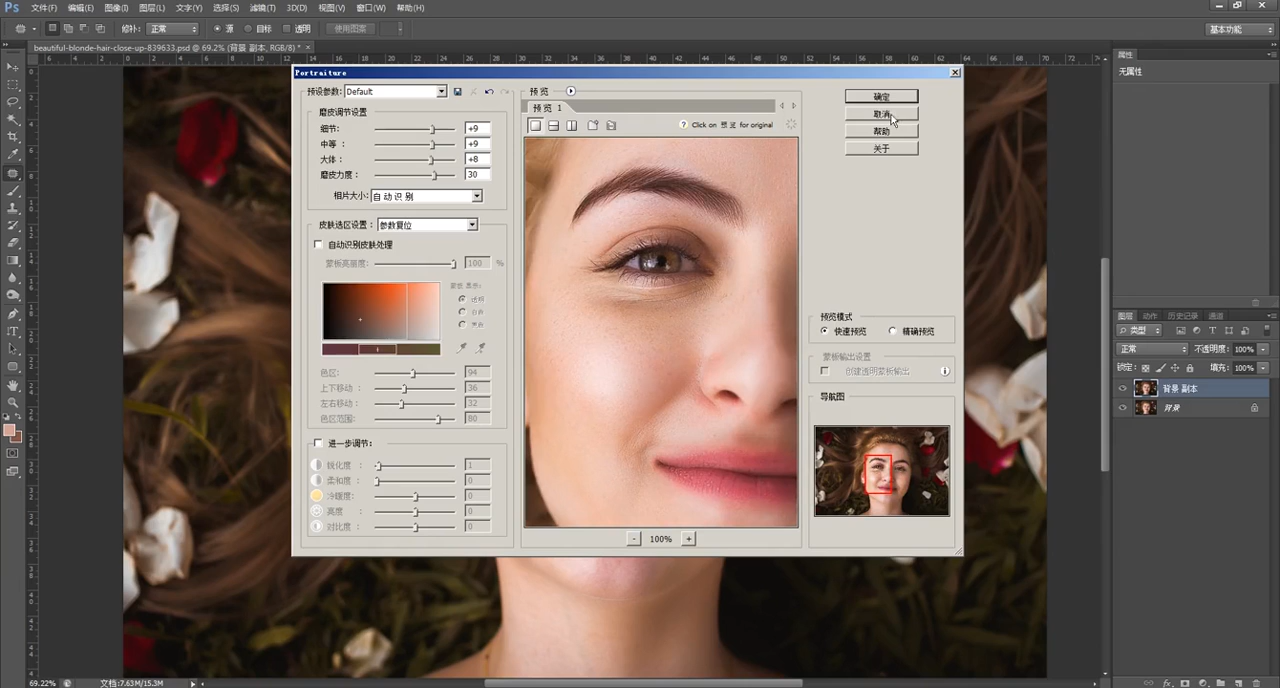 Ps 文件(F) 编辑(E) 图像(I) 图层(L) 文字(Y) 选择(S) 滤镜(T) 3D(D) 视图(V) 窗口(W) 帮助(H)
修补: 正常 源 目标 透明 使用图案 基本功能
beautiful-blonde-hair-close-up-839633.psd @ 69.2% (背景 副本, RGB/8) * ×
Portraiture
预设参数: Default
磨皮调节设置
细节: +9
中等 : +9
大体: +8
磨皮力度: 30
相片大小: 自动识别
皮肤选区设置 : 参数复位
自动识别皮肤处理
蒙板亮层度: 100 %
蒙板 显示:
透明
色区: 94
上下移动 : 36
左右移动 : 32
色区范围: 80
进一步调节:
锐化度 : 1
柔和度 : 0
冷暖度: 0
亮度 : 0
对比度 : 0
预 览
预 览 1
? Click on 预 览 for original
- 100% +
确定
取消
帮助
关于
预览模式
快速预览 精确预览
蒙板输出设置
创建透明蒙板输出
导航图
属性
无属性
图层 动作 历史记录 通道
类型
正常 不透明度: 100%
锁定: 填充: 100%
背景 副本
背景
69.22% 文档:7.63M/15.3M